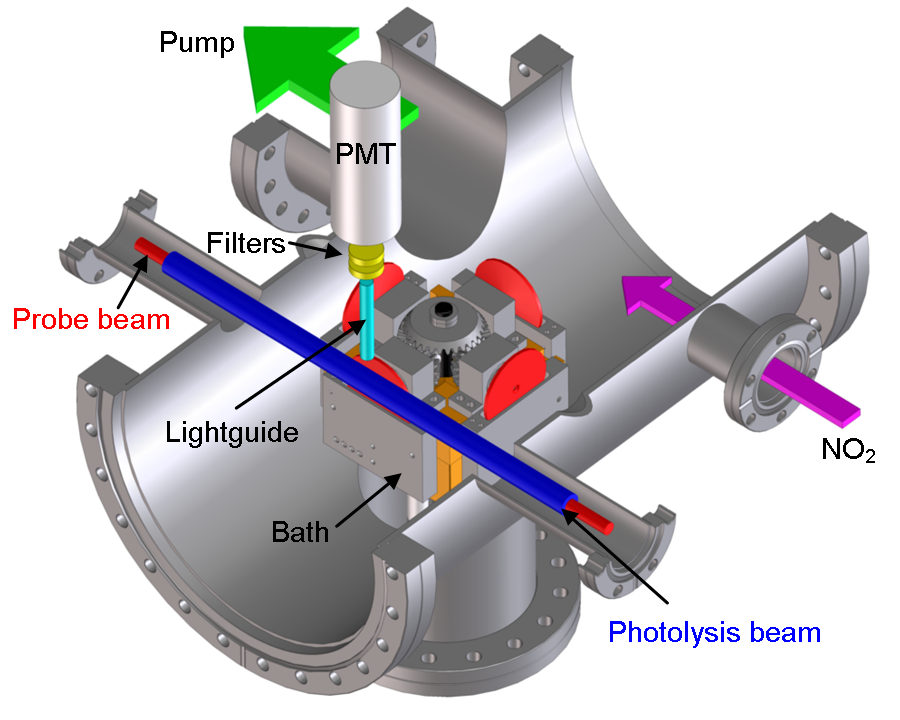 Pump
PMT
Filters
Probe beam
Lightguide
NO₂
Bath
Photolysis beam